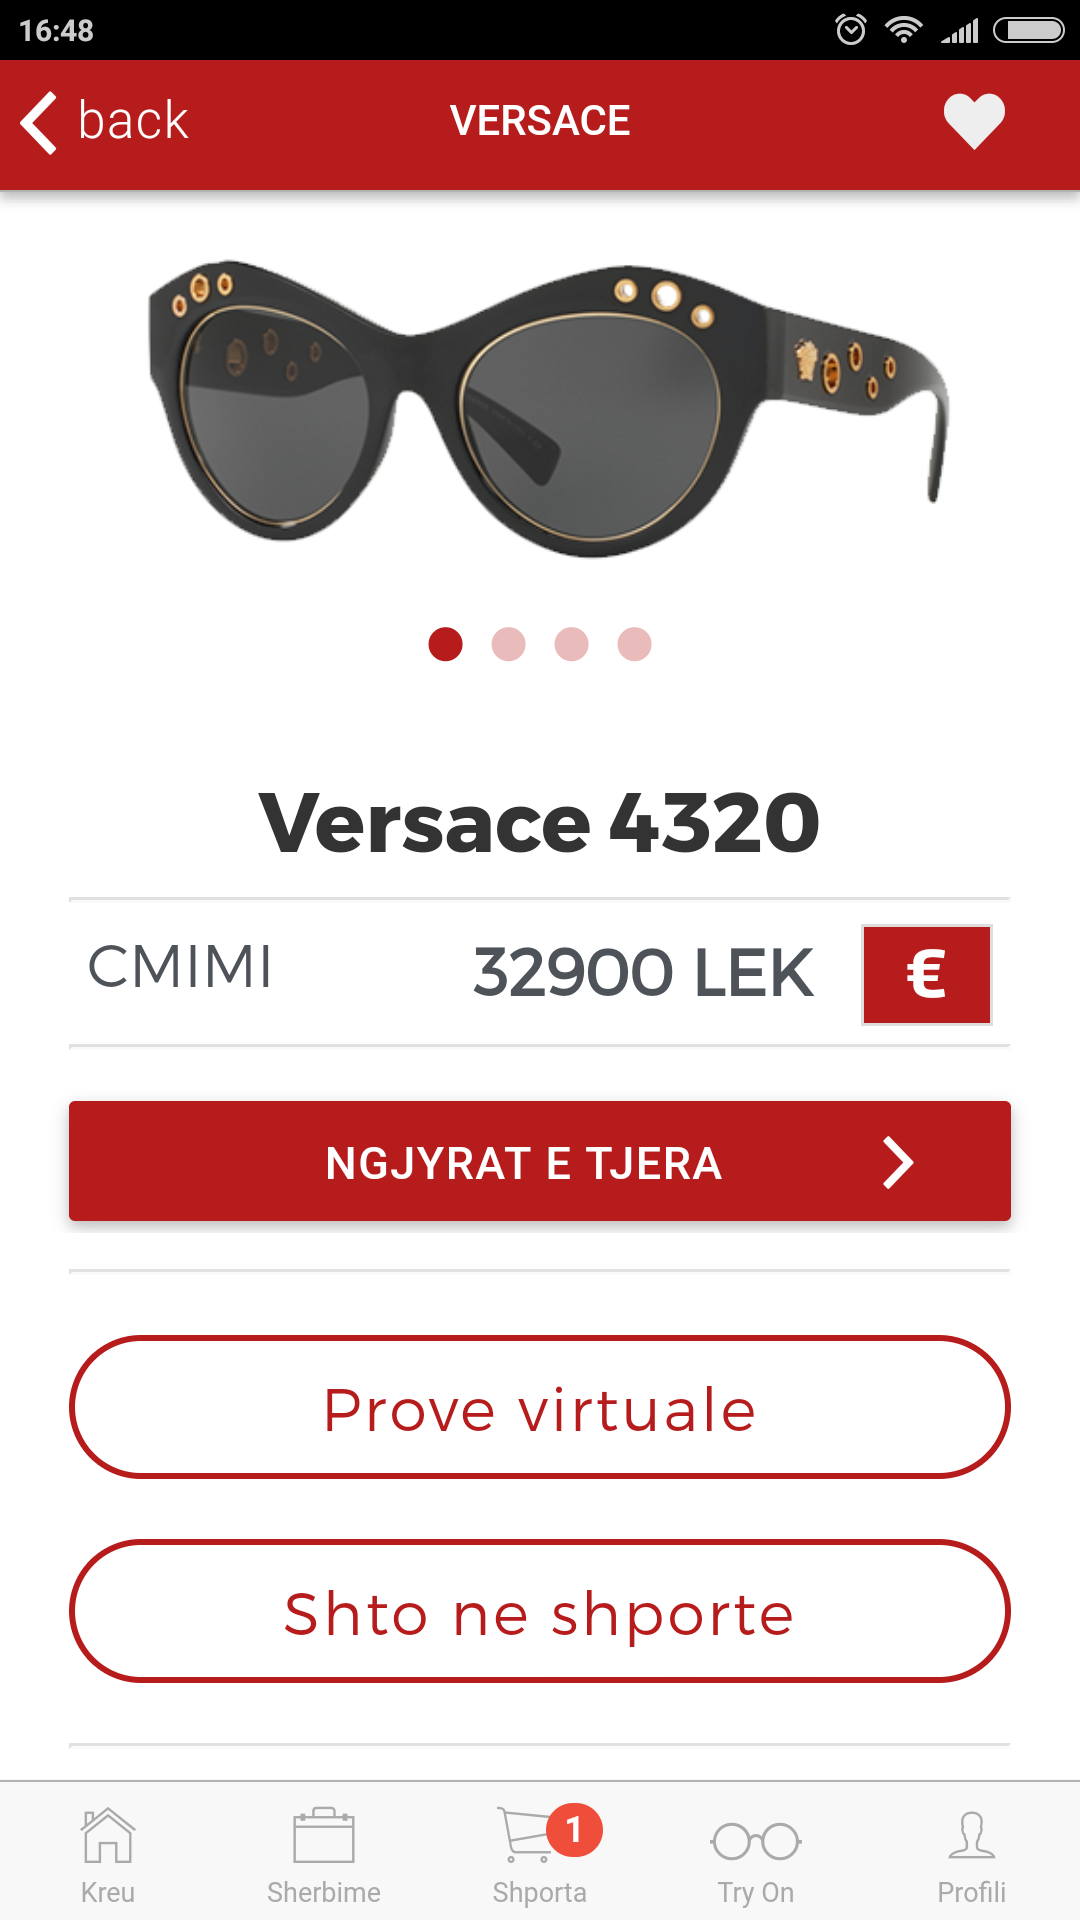 16:48
back
VERSACE
Versace 4320
CMIMI
32900 LEK
€
NGJYRAT E TJERA
Prove virtuale
Shto ne shporte
1
Kreu
Sherbime
Shporta
Try On
Profili